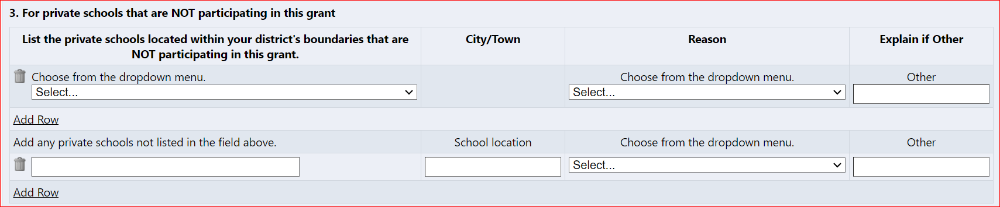 3. For private schools that are NOT participating in this grant
List the private schools located within your district's boundaries that are
NOT participating in this grant.
City/Town
Reason
Explain if Other
Choose from the dropdown menu.
Select...
Choose from the dropdown menu.
Select...
Other
Add Row
Add any private schools not listed in the field above.
School location
Choose from the dropdown menu.
Other
Select...
Add Row